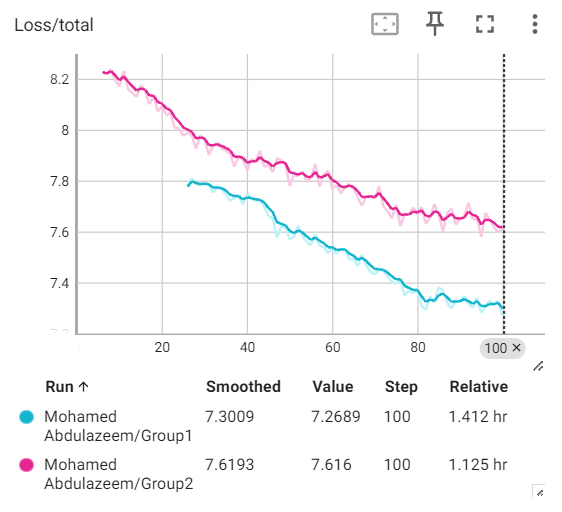 Loss/total
8.2
8
7.8
7.6
7.4
7.2
20 40 60 80 100 ✕
Run ↑ Smoothed Value Step Relative
Mohamed Abdulazeem/Group1 7.3009 7.2689 100 1.412 hr
Mohamed Abdulazeem/Group2 7.6193 7.616 100 1.125 hr